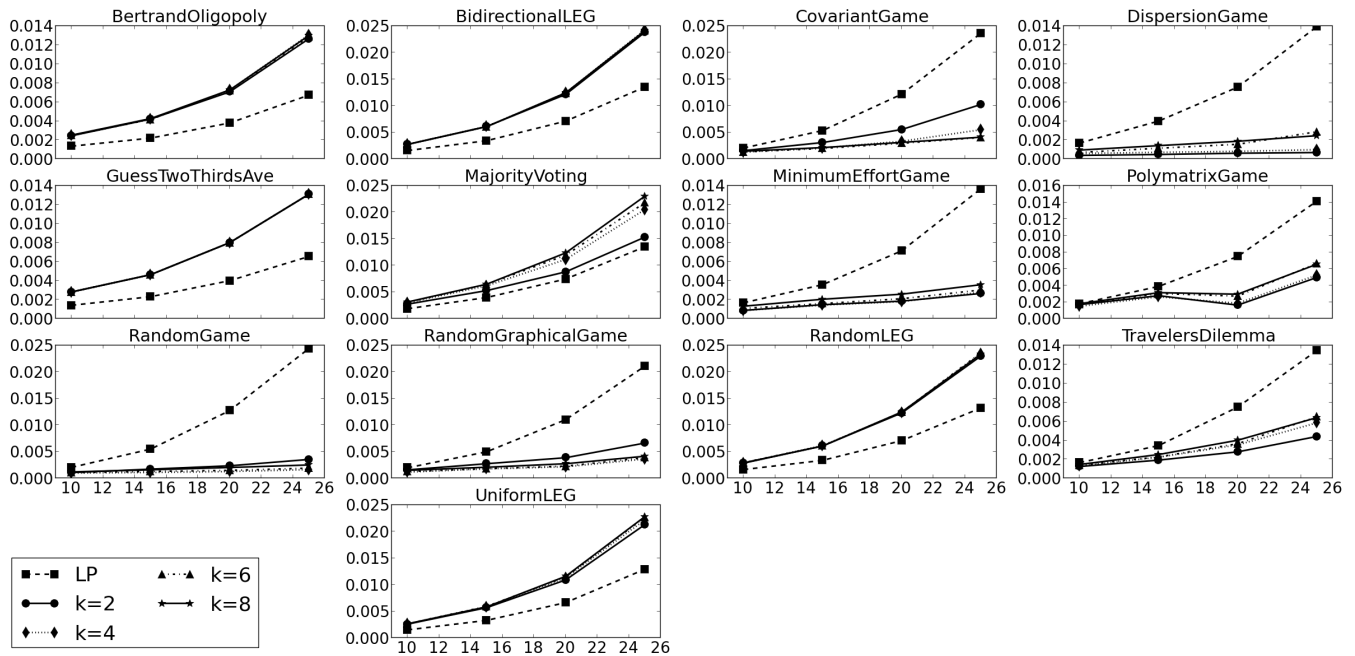 BertrandOligopoly BidirectionalLEG CovariantGame DispersionGame
0.014 0.025 0.025 0.014
0.012 0.020 0.020 0.012
0.010 0.015 0.015 0.010
0.008 0.010 0.010 0.008
0.006 0.005 0.005 0.006
0.004 0.000 0.000 0.004
0.002 0.002
0.000 0.000
GuessTwoThirdsAve MajorityVoting MinimumEffortGame PolymatrixGame
0.014 0.025 0.014 0.016
0.012 0.020 0.012 0.014
0.010 0.015 0.010 0.012
0.008 0.010 0.008 0.010
0.006 0.005 0.006 0.008
0.004 0.000 0.004 0.006
0.002 0.002 0.004
0.000 0.000 0.002
0.000
RandomGame RandomGraphicalGame RandomLEG TravelersDilemma
0.025 0.025 0.025 0.014
0.020 0.020 0.020 0.012
0.015 0.015 0.015 0.010
0.010 0.010 0.010 0.008
0.005 0.005 0.005 0.006
0.000 0.000 0.000 0.004
0.002
0.000
10 12 14 16 18 20 22 24 26 10 12 14 16 18 20 22 24 26 10 12 14 16 18 20 22 24 26
UniformLEG
0.025
0.020
0.015
0.010
0.005
0.000
10 12 14 16 18 20 22 24 26
LP k=6
k=2 k=8
k=4